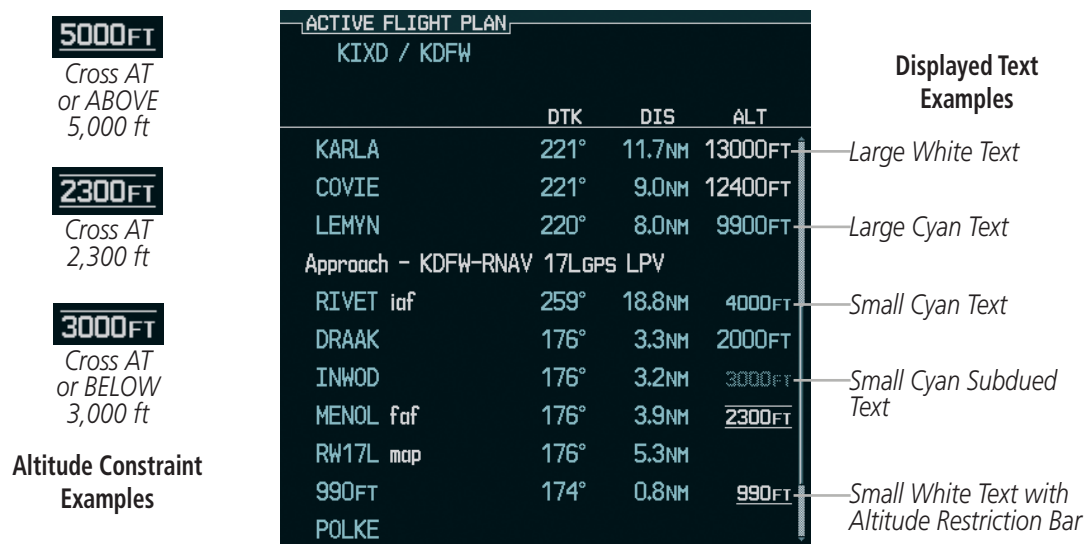 5000FT
Cross AT
or ABOVE
5,000 ft
2300FT
Cross AT
2,300 ft
3000FT
Cross AT
or BELOW
3,000 ft
Altitude Constraint
Examples
ACTIVE FLIGHT PLAN
KIXD / KDFW
DTK DIS ALT
KARLA 221° 11.7NM 13000FT
COVIE 221° 9.0NM 12400FT
LEMYN 220° 8.0NM 9900FT
Approach - KDFW-RNAV 17LGPS LPV
RIVET iaf 259° 18.8NM 4000FT
DRAAK 176° 3.3NM 2000FT
INWOD 176° 3.2NM 3000FT
MENOL faf 176° 3.9NM 2300FT
RW17L map 176° 5.3NM
990FT 174° 0.8NM 990FT
POLKE
Displayed Text
Examples
Large White Text
Large Cyan Text
Small Cyan Text
Small Cyan Subdued
Text
Small White Text with
Altitude Restriction Bar